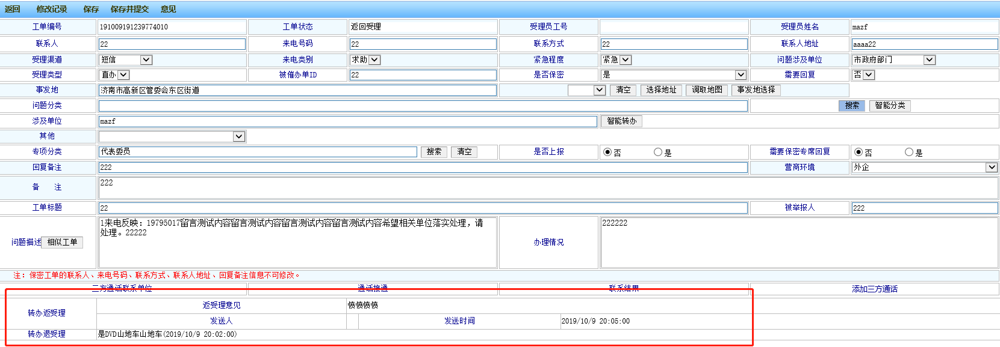 返回 修改记录 保存 保存并提交 意见
工单编号 191009191239774010 工单状态 返回受理 受理员工号 受理员姓名 mazf
联系人 22 来电号码 22 联系方式 22 联系人地址 aaaa22
受理渠道 短信 来电类别 求助 紧急程度 紧急 问题涉及单位 市政府部门
受理类型 直办 被催办单ID 22 是否保密 是 需要回复 否
事发地 济南市高新区管委会东区街道 清空 选择地址 调取地图 事发地选择
问题分类 搜索 智能分类
涉及单位 mazf 智能转办
其他
专项分类 代表委员 搜索 清空 是否上报 否 是 需要保密专席回复 否 是
回复备注 222 营商环境 外企
备 注 222
工单标题 22 被举报人 222
问题描述 相似工单 1来电反映：19795017留言测试内容留言测试内容留言测试内容留言测试内容希望相关单位落实处理，请
处理。22222
办理情况 222222
注：保密工单的联系人、来电号码、联系方式、联系人地址、回复备注信息不可修改。
三方通话联系单位 通话接通 联系结果 添加三方通话
转办返受理 返受理意见 愤愤愤愤
发送人 发送时间 2019/10/9 20:05:00
转办退受理 是DVD山地车山地车(2019/10/9 20:02:00)